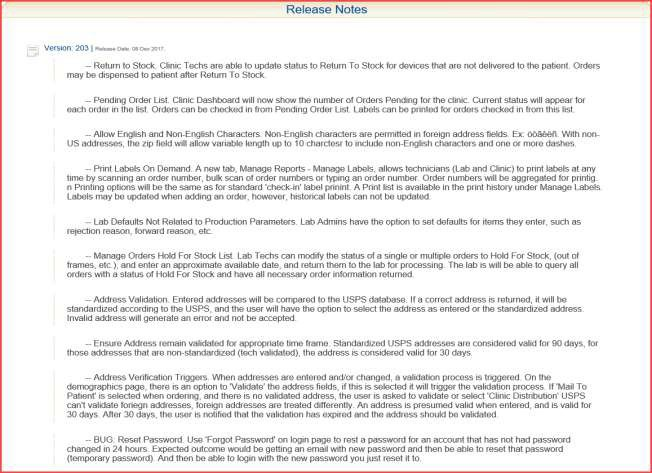 Release Notes
Version: 203 | Release Date: 08 Dec 2017.
-- Return to Stock. Clinic Techs are able to update status to Return To Stock for devices that are not delivered to the patient. Orders
may be dispensed to patient after Return To Stock.
-- Pending Order List. Clinic Dashboard will now show the number of Orders Pending for the clinic. Current status will appear for
each order in the list. Orders can be checked in from Pending Order List. Labels can be printed for orders checked in from this list.
-- Allow English and Non-English Characters. Non-English characters are permitted in foreign address fields. Ex: òôãëèñ. With non-
US addresses, the zip field will allow variable length up to 10 charctesr to include non-English characters and one or more dashes.
-- Print Labels On Demand. A new tab, Manage Reports - Manage Labels, allows technicians (Lab and Clinic) to print labels at any
time by scanning an order number, bulk scan of order numbers or typing an order number. Order numbers will be aggregated for printig.
n Printing options will be the same as for standard 'check-in' label prinint. A Print list is available in the print history under Manage Labels.
Labels may be updated when adding an order, however, historical labels can not be updated.
-- Lab Defaults Not Related to Production Parameters. Lab Admins have the option to set defaults for items they enter, such as
rejection reason, forward reason, etc.
-- Manage Orders Hold For Stock List. Lab Techs can modify the status of a single or multiple orders to Hold For Stock, (out of
frames, etc.), and enter an approximate available date, and return them to the lab for processing. The lab is will be able to query all
orders with a status of Hold For Stock and have all necessary order information returned.
-- Address Validation. Entered addresses will be compared to the USPS database. If a correct address is returned, it will be
standardized according to the USPS, and the user will have the option to select the address as entered or the standardized address.
Invalid address will generate an error and not be accepted.
-- Ensure Address remain validated for appropriate time frame. Standardized USPS addresses are considered valid for 90 days, for
those addresses that are non-standardized (tech validated), the address is considered valid for 30 days.
-- Address Verification Triggers. When addresses are entered and/or changed, a validation process is triggered. On the
demographics page, there is an option to 'Validate' the address fields, if this is selected it will trigger the validation process. If 'Mail To
Patient' is selected when ordering, and there is no validated address, the user is asked to validate or select 'Clinic Distribution' USPS
can't validate foriegn addresses, foreign addresses are treated differently. An address is presumed valid when entered, and is valid for
30 days. After 30 days, the user is notified that the validation has expired and the address should be validated.
-- BUG: Reset Password. Use 'Forgot Password' on login page to rest a password for an account that has not had password
changed in 24 hours. Expected outcome would be getting an email with new password and then be able to reset that password
(temporary password). And then be able to login with the new password you just reset it to.